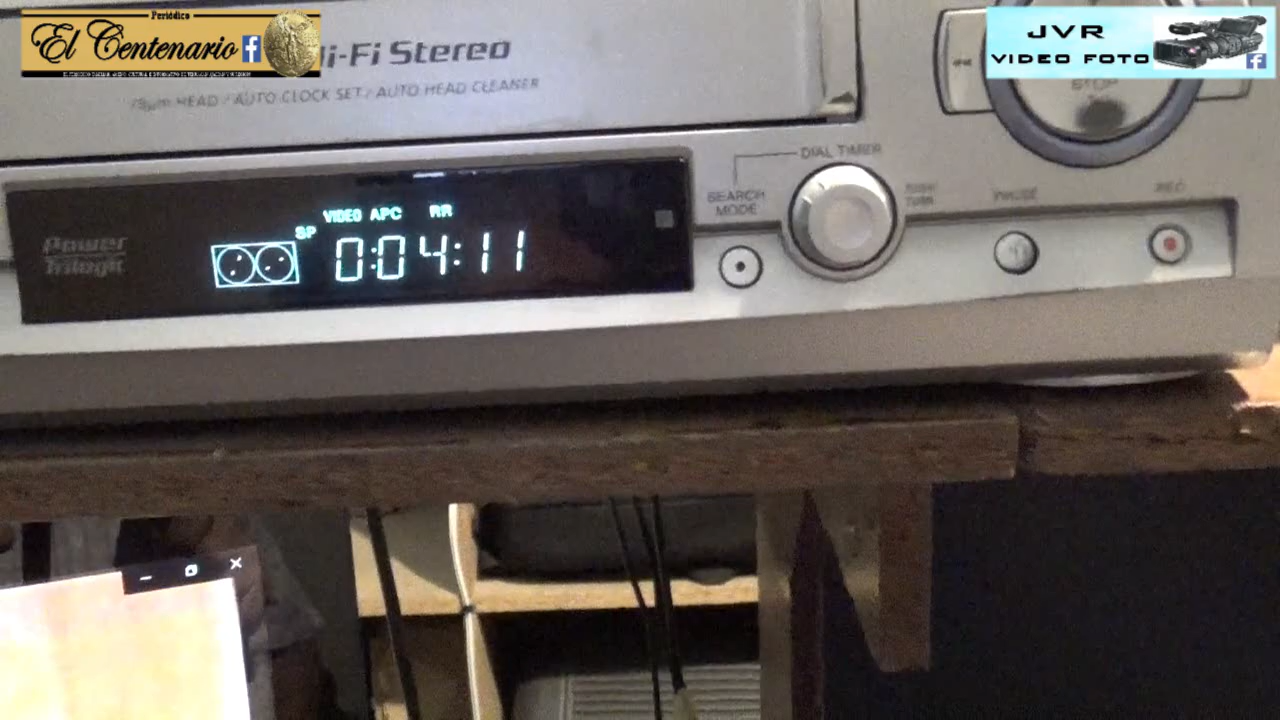 Periódico
El Centenario
JVR
VIDEO FOTO
Hi-Fi Stereo
19µm HEAD / AUTO CLOCK SET / AUTO HEAD CLEANER
STOP
DIAL TIMER
SEARCH
MODE
PAUSE
REC
VIDEO APC RR
SP
0:04:11
Power
Trilogic